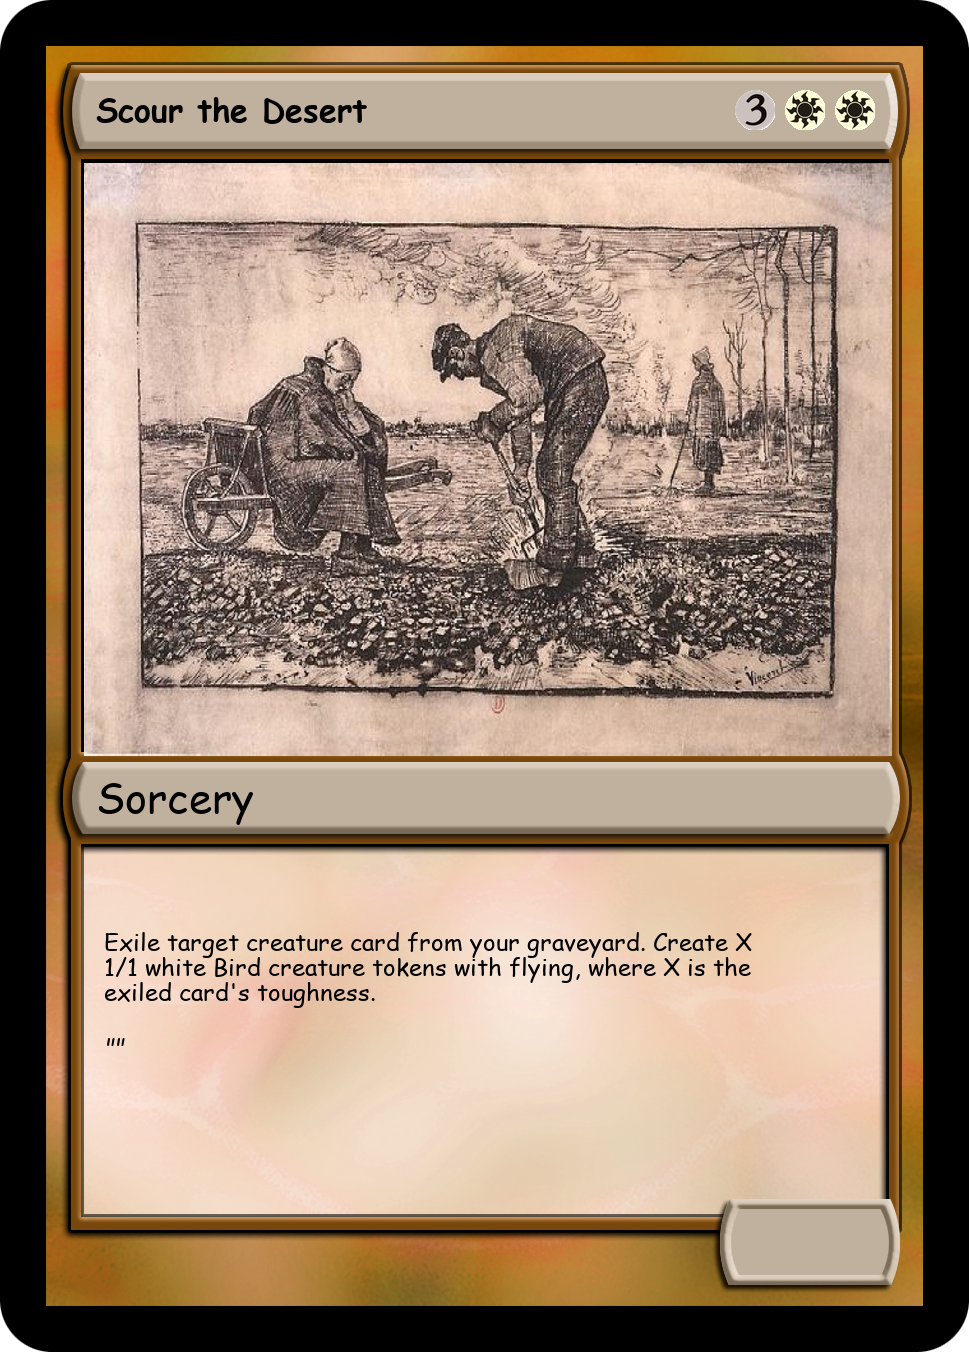 Scour the Desert 3
Vincent
Sorcery
Exile target creature card from your graveyard. Create X
1/1 white Bird creature tokens with flying, where X is the
exiled card's toughness.
""